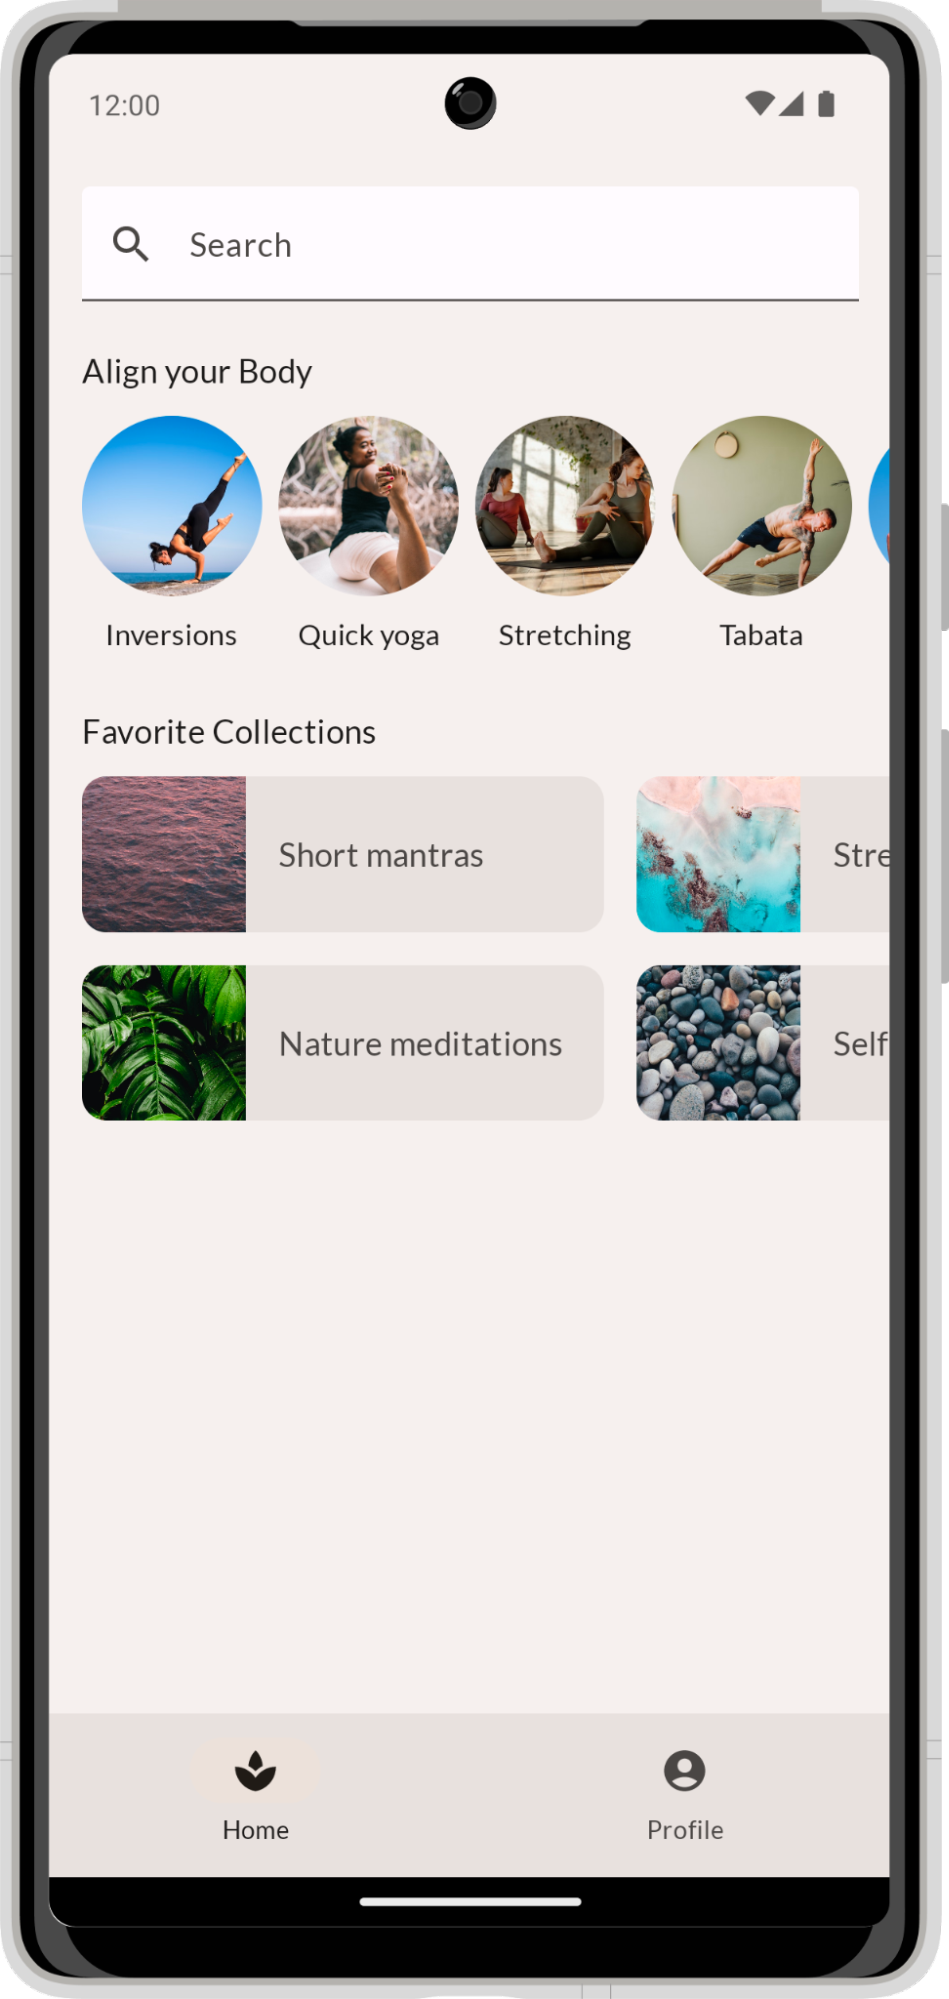 12:00
Search
Align your Body
Inversions
Quick yoga
Stretching
Tabata
Favorite Collections
Short mantras
Stre
Nature meditations
Self
Home
Profile